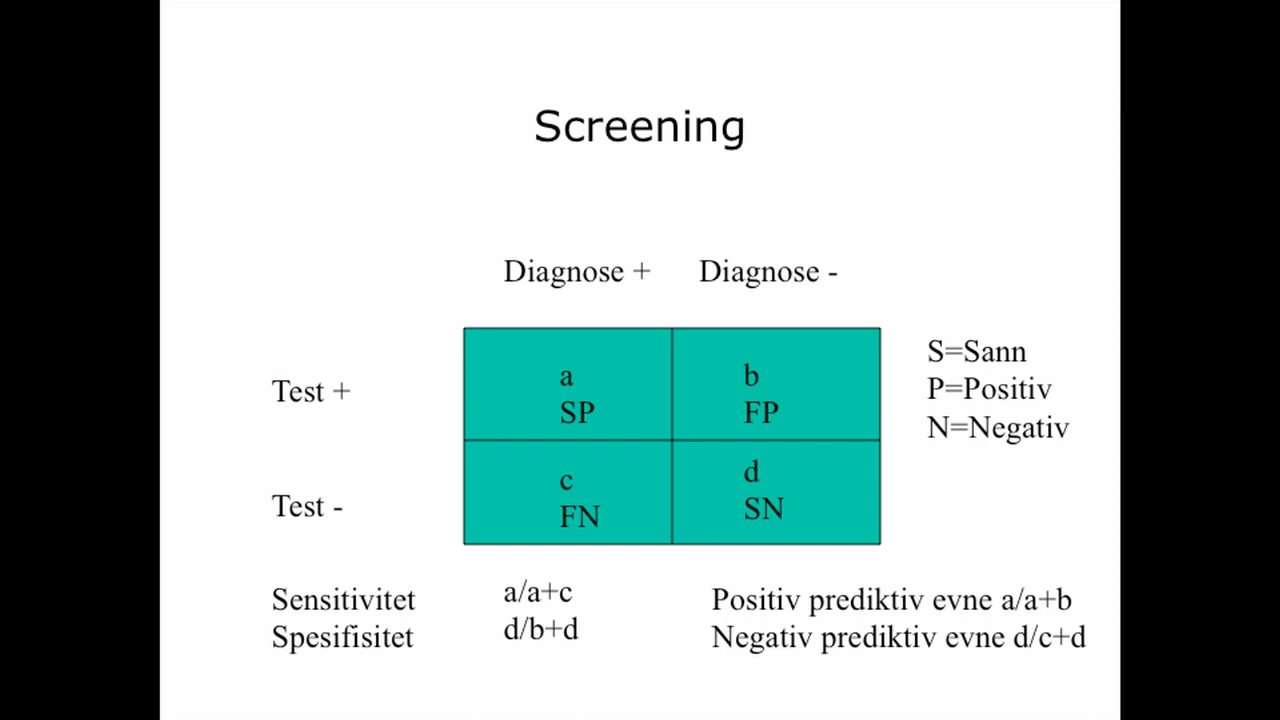 Screening
Diagnose + Diagnose -
Test +
a
SP
b
FP
S=Sann
P=Positiv
N=Negativ
Test -
c
FN
d
SN
Sensitivitet a/a+c
Spesifisitet d/b+d
Positiv prediktiv evne a/a+b
Negativ prediktiv evne d/c+d